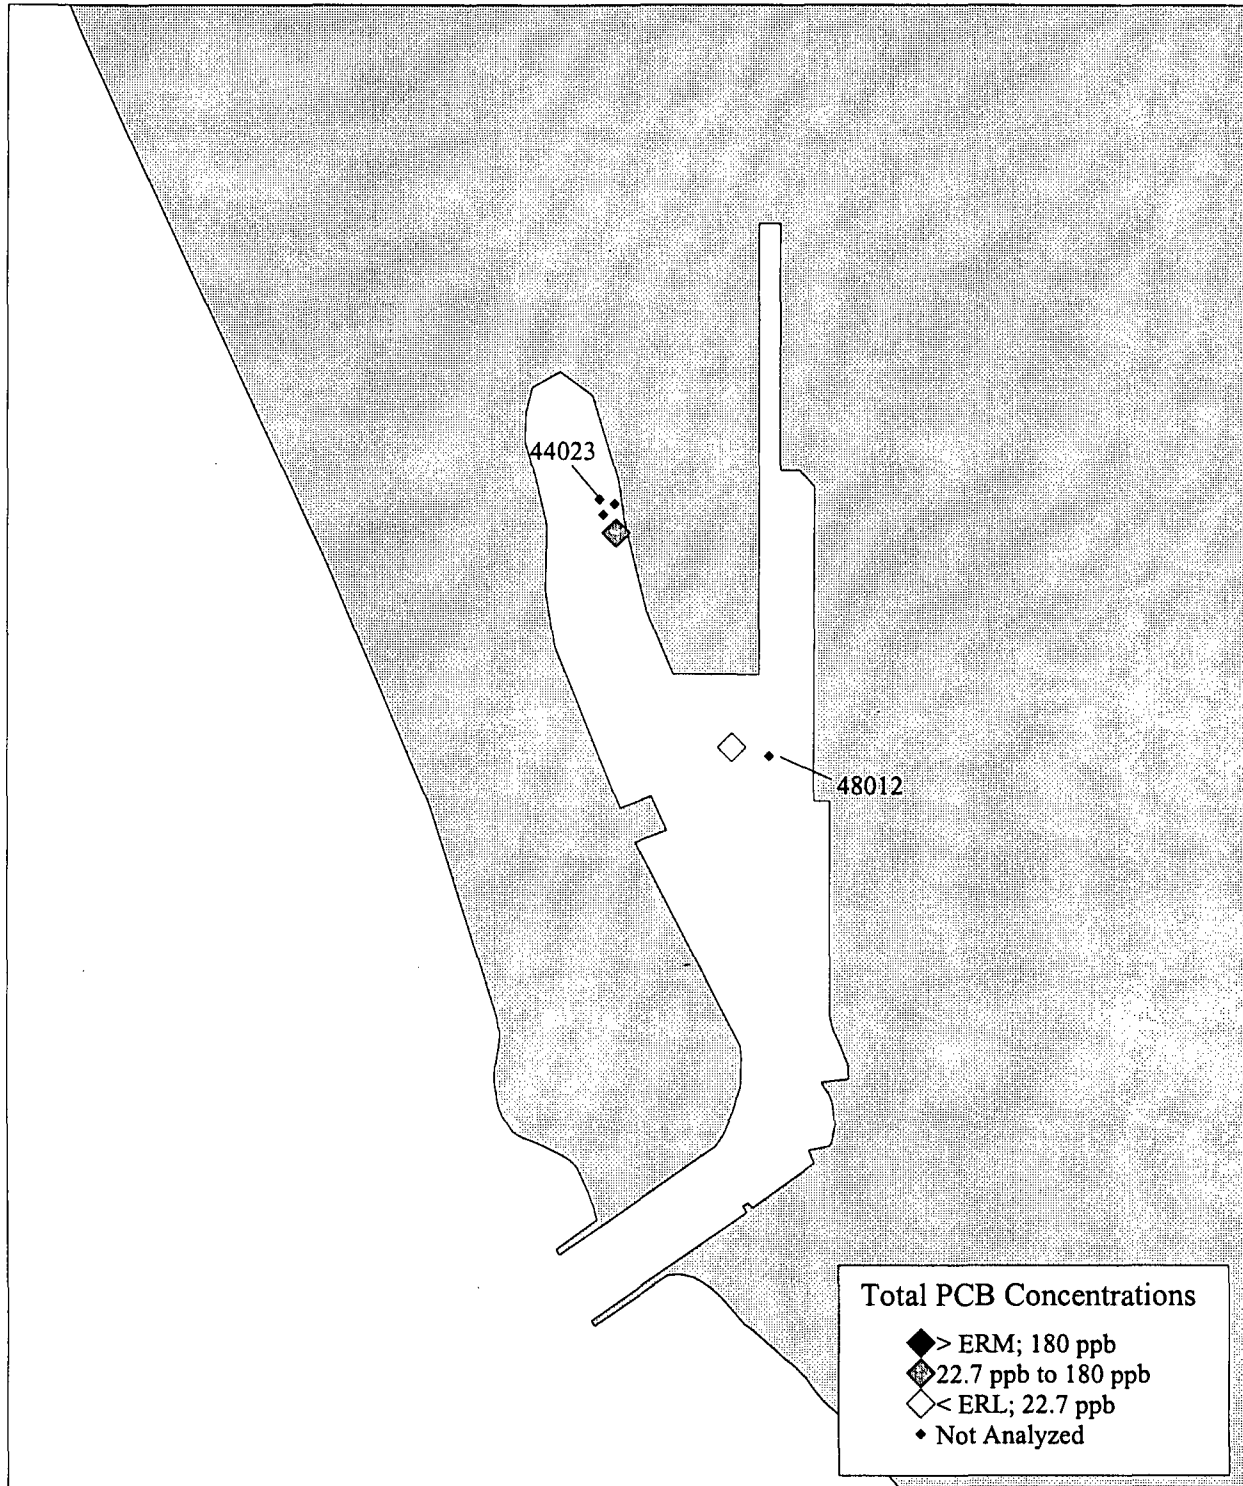 44023
48012
Total PCB Concentrations
> ERM; 180 ppb
22.7 ppb to 180 ppb
< ERL; 22.7 ppb
Not Analyzed